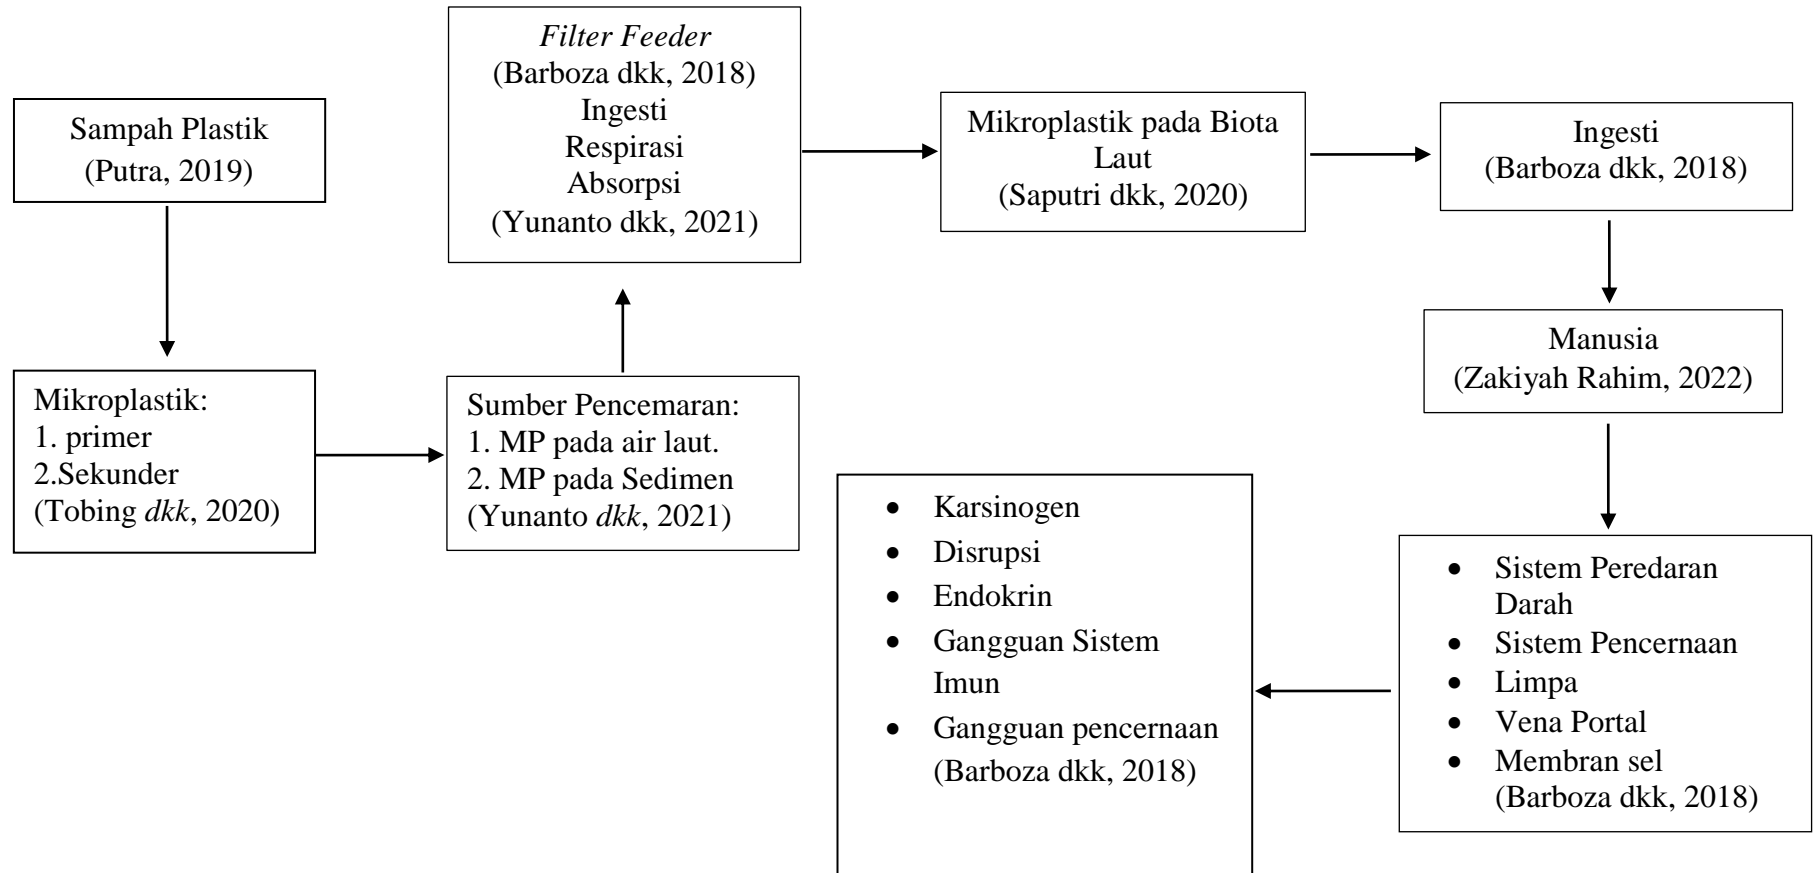 Sampah Plastik
(Putra, 2019)
Mikroplastik:
1. primer
2.Sekunder
(Tobing dkk, 2020)
Sumber Pencemaran:
1. MP pada air laut.
2. MP pada Sedimen
(Yunanto dkk, 2021)
Filter Feeder
(Barboza dkk, 2018)
Ingesti
Respirasi
Absorpsi
(Yunanto dkk, 2021)
Mikroplastik pada Biota
Laut
(Saputri dkk, 2020)
Ingesti
(Barboza dkk, 2018)
Manusia
(Zakiyah Rahim, 2022)
• Sistem Peredaran
Darah
• Sistem Pencernaan
• Limpa
• Vena Portal
• Membran sel
(Barboza dkk, 2018)
• Karsinogen
• Disrupsi
• Endokrin
• Gangguan Sistem
Imun
• Gangguan pencernaan
(Barboza dkk, 2018)